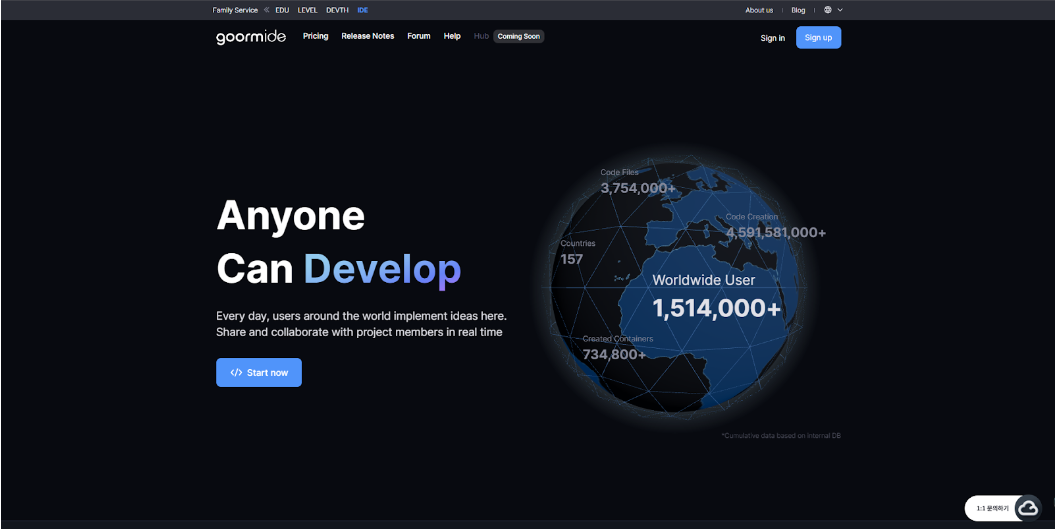 Family Service EDU LEVEL DEVTH IDE
About us Blog
goormide Pricing Release Notes Forum Help Hub Coming Soon
Sign in Sign up
Anyone
Can Develop
Every day, users around the world implement ideas here.
Share and collaborate with project members in real time
</> Start now
Code Files
3,754,000+
Code Creation
4,591,581,000+
Countries
157
Worldwide User
1,514,000+
Created Containers
734,800+
*Cumulative data based on internal DB
1:1 문의하기